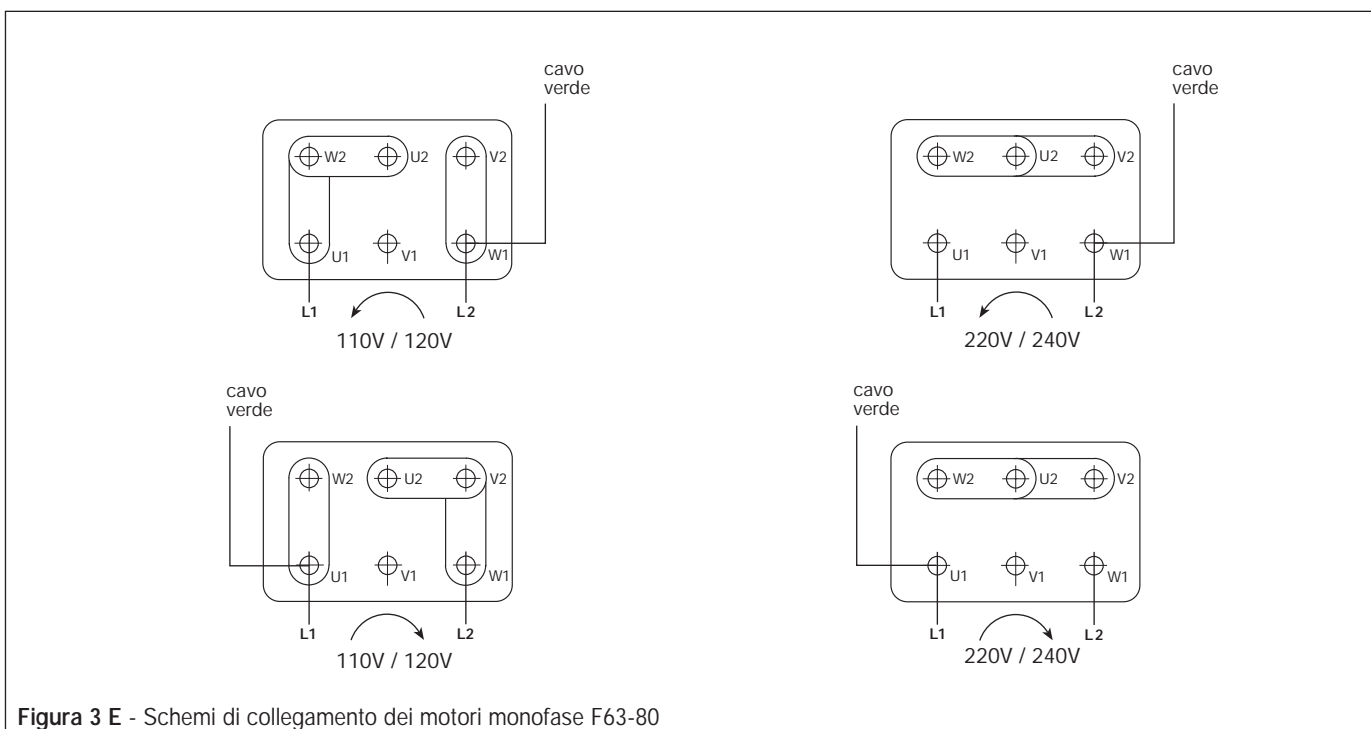 cavo
verde
W2 U2 V2
U1 V1 W1
L1 L2
110V / 120V
cavo
verde
W2 U2 V2
U1 V1 W1
L1 L2
220V / 240V
cavo
verde
W2 U2 V2
U1 V1 W1
L1 L2
110V / 120V
cavo
verde
W2 U2 V2
U1 V1 W1
L1 L2
220V / 240V
Figura 3 E - Schemi di collegamento dei motori monofase F63-80